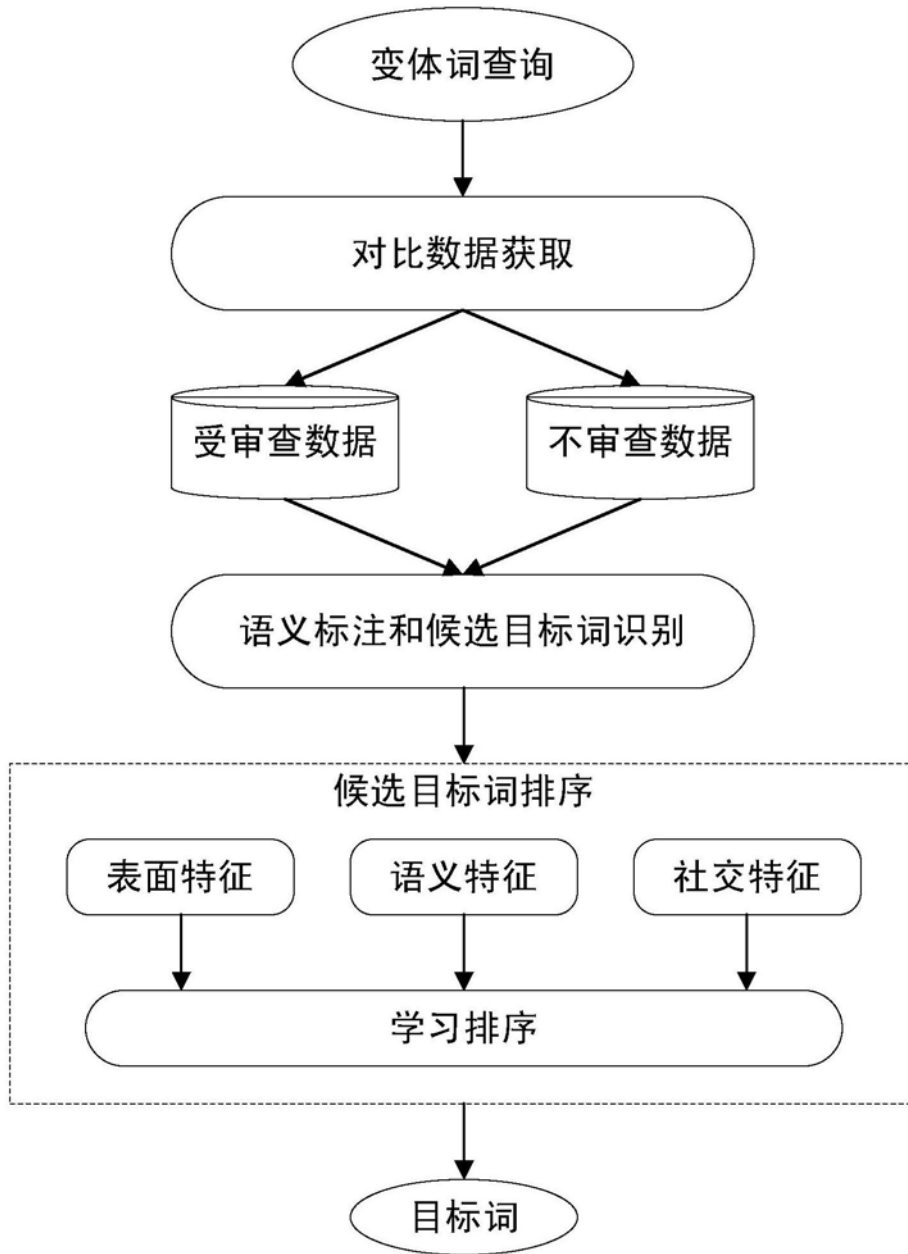 变体词查询
对比数据获取
受审查数据
不审查数据
语义标注和候选目标词识别
候选目标词排序
表面特征
语义特征
社交特征
学习排序
目标词